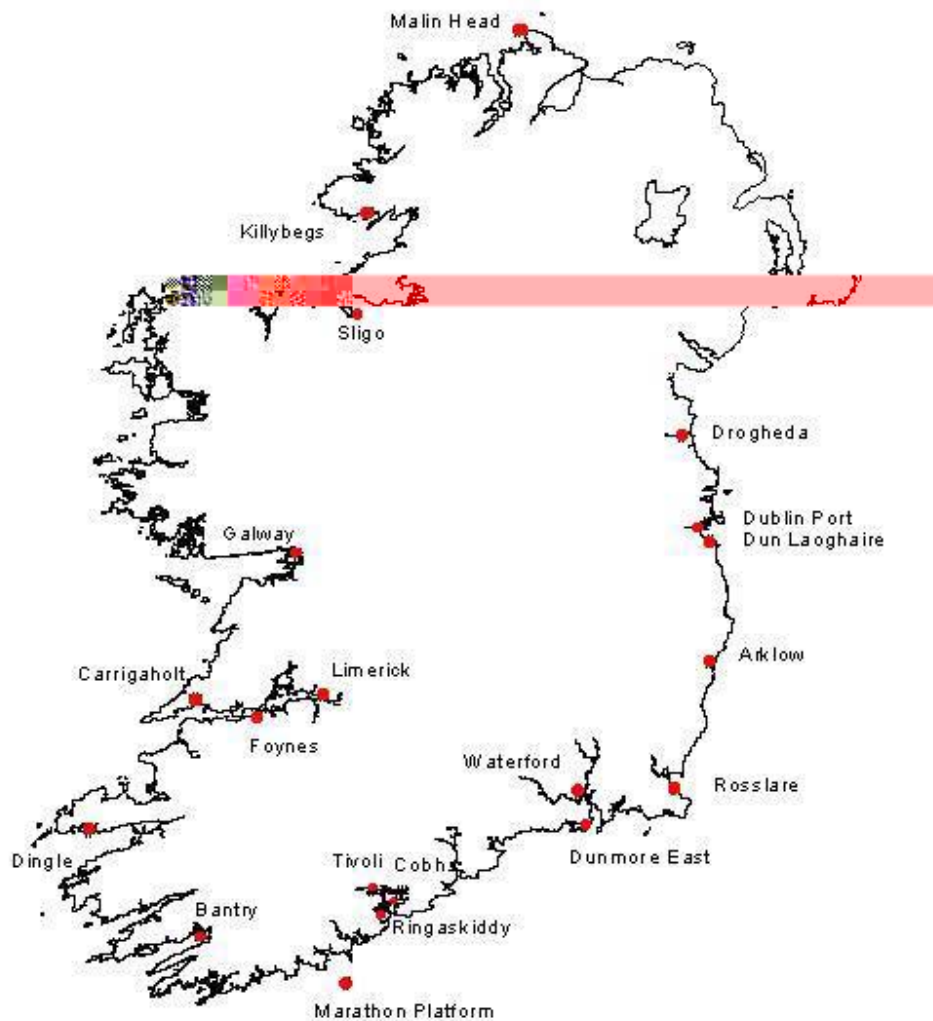 Malin Head
Killybegs
Sligo
Drogheda
Dublin Port
Dun Laoghaire
Galway
Arklow
Carrigaholt
Limerick
Foynes
Waterford
Rosslare
Dunmore East
Dingle
Tivoli
Cobh
Bantry
Ringaskiddy
Marathon Platform